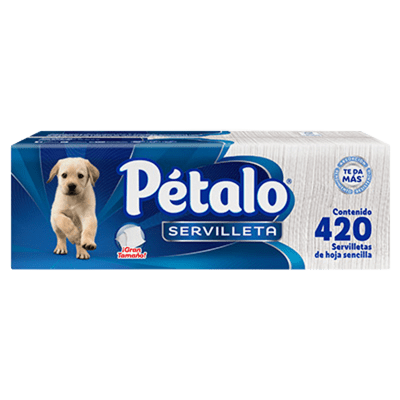 Pétalo®
SERVILLETA
¡Gran
Tamaño!
TE DA
MÁS
Contenido
420
Servilletas
de hoja sencilla